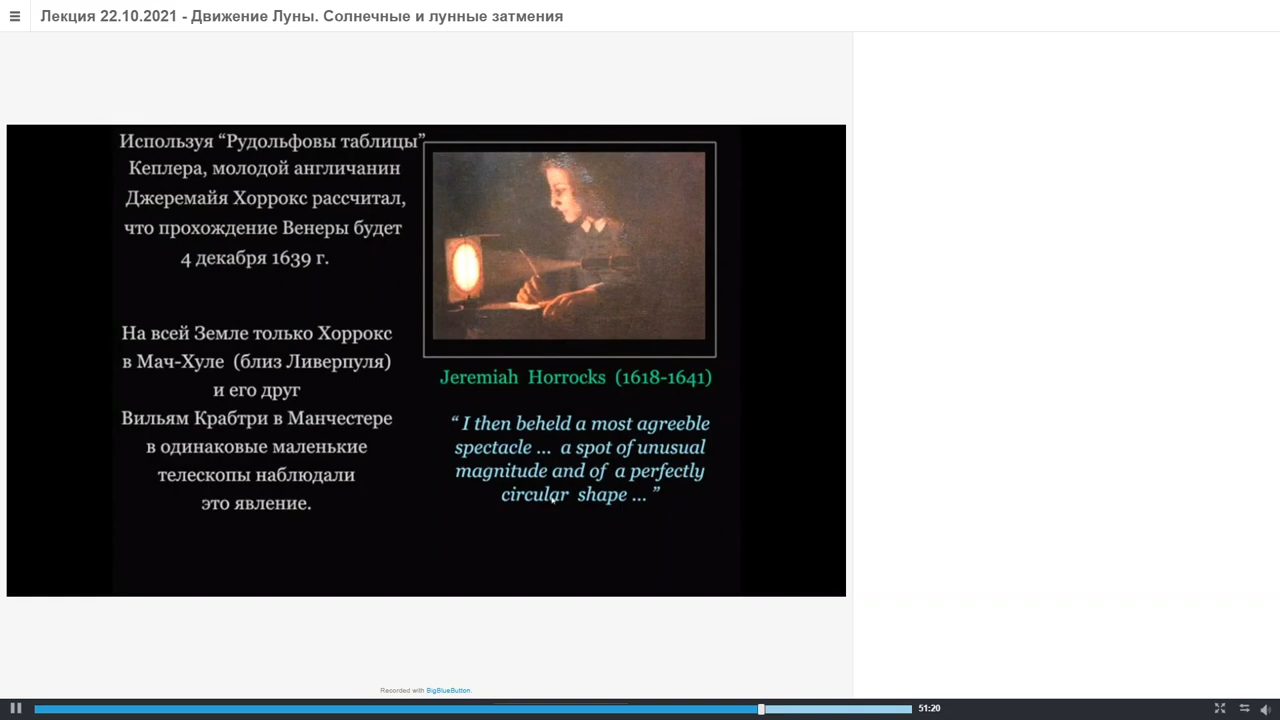 Лекция 22.10.2021 - Движение Луны. Солнечные и лунные затмения
Используя “Рудольфовы таблицы”
Кеплера, молодой англичанин
Джеремайя Хоррокс рассчитал,
что прохождение Венеры будет
4 декабря 1639 г.
На всей Земле только Хоррокс
в Мач-Хуле (близ Ливерпуля)
и его друг
Вильям Крабтри в Манчестере
в одинаковые маленькие
телескопы наблюдали
это явление.
Jeremiah Horrocks (1618-1641)
“ I then beheld a most agreeble
spectacle ... a spot of unusual
magnitude and of a perfectly
circular shape ... ”
Recorded with BigBlueButton.
51:20